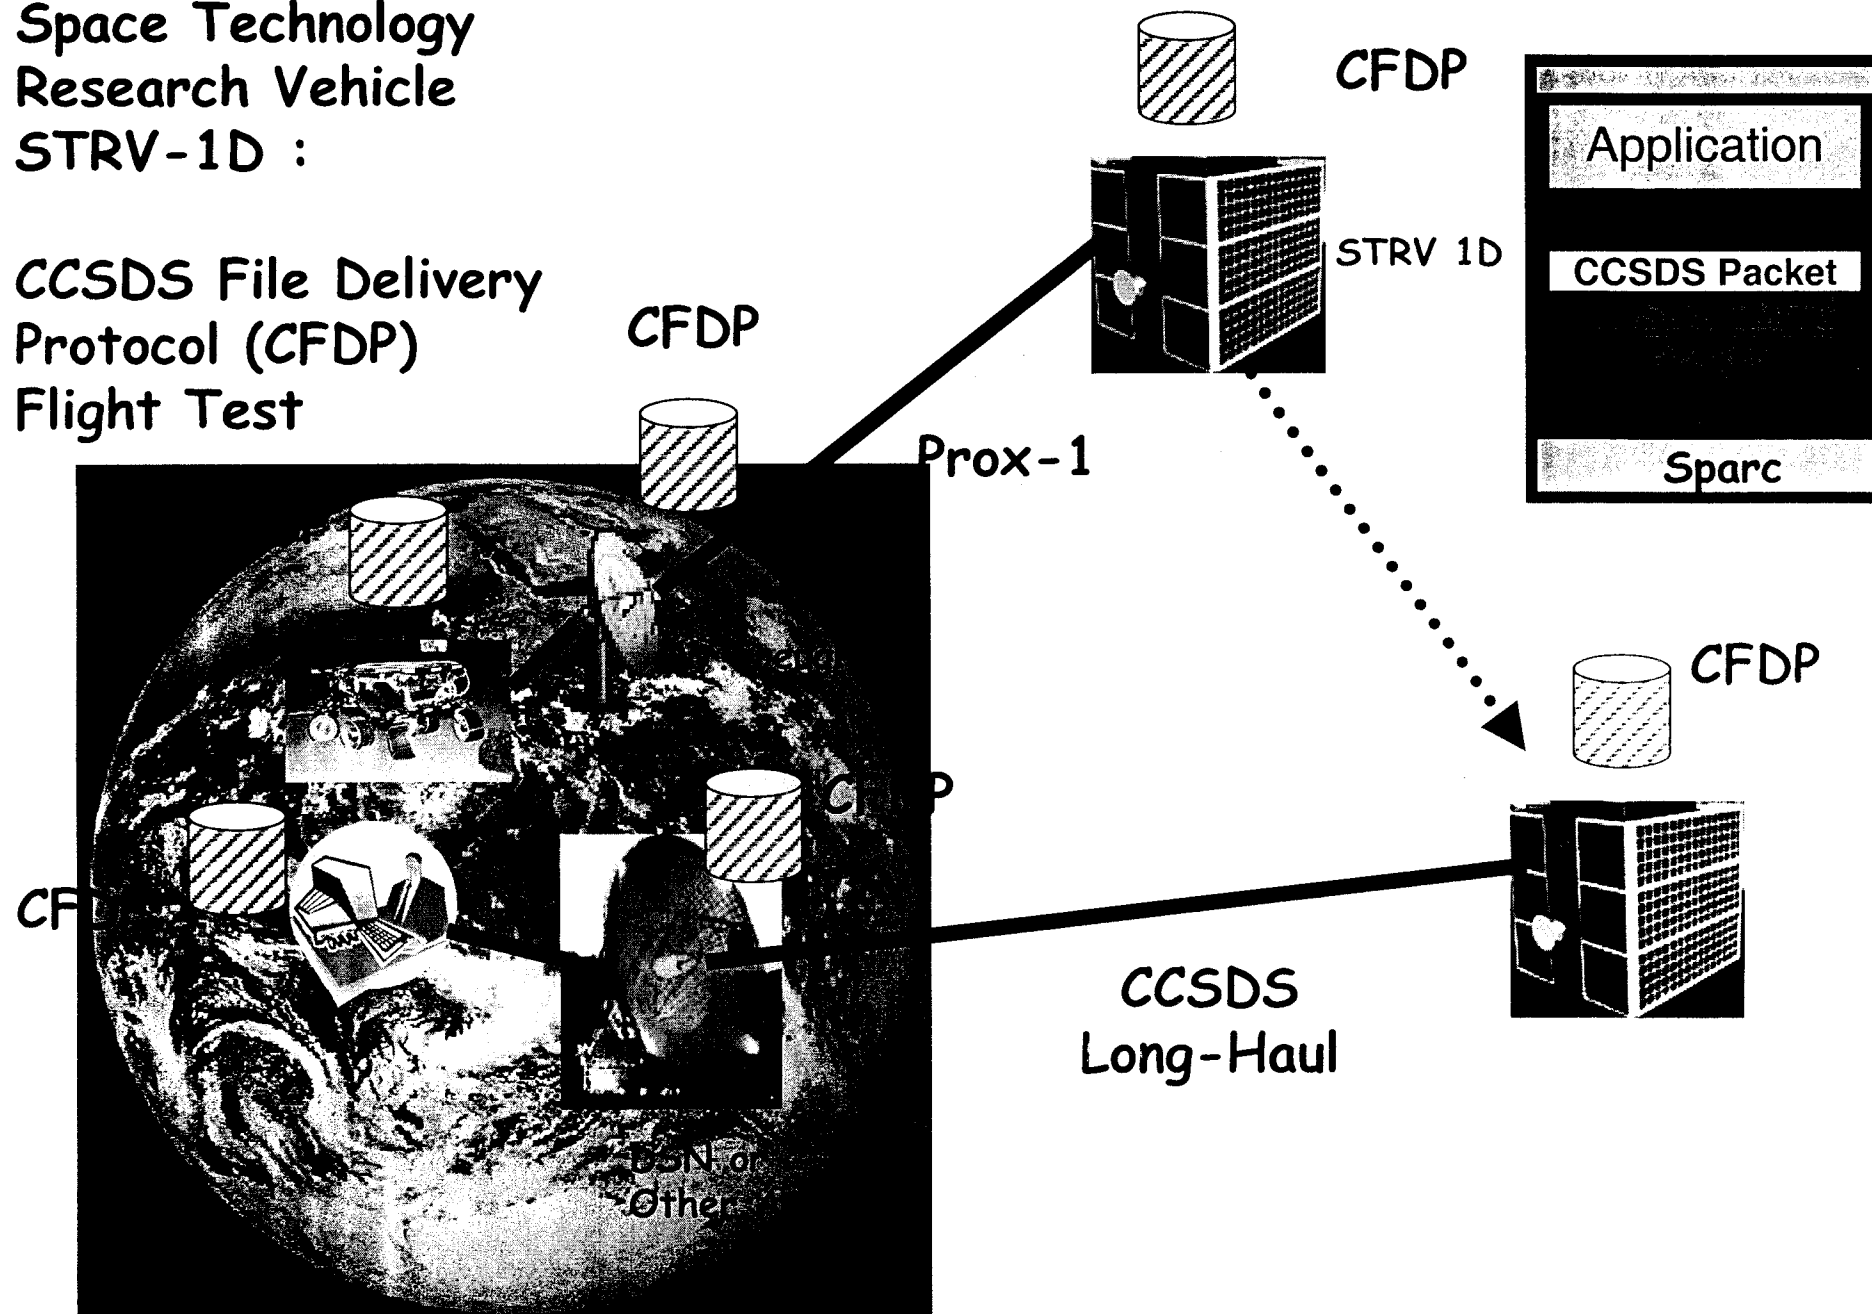 Space Technology
Research Vehicle
STRV-1D :
CCSDS File Delivery
Protocol (CFDP)
Flight Test
CFDP
CFDP
STRV 1D
Application
CCSDS Packet
Sparc
Prox-1
CFDP
CCSDS
Long-Haul
DSN or
Other